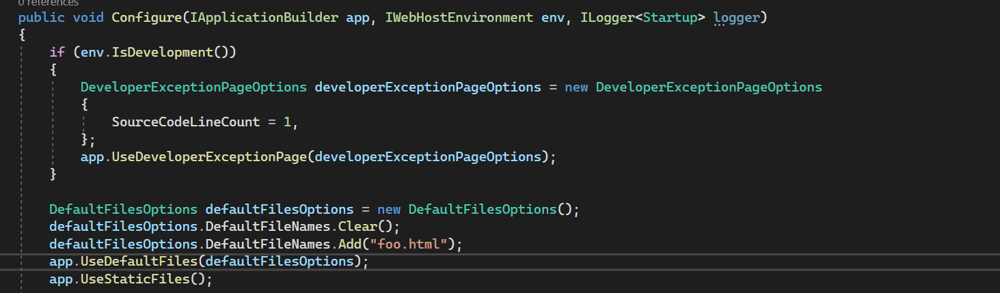 0 references
public void Configure(IApplicationBuilder app, IWebHostEnvironment env, ILogger<Startup> logger)
{
    if (env.IsDevelopment())
    {
        DeveloperExceptionPageOptions developerExceptionPageOptions = new DeveloperExceptionPageOptions
        {
            SourceCodeLineCount = 1,
        };
        app.UseDeveloperExceptionPage(developerExceptionPageOptions);
    }

    DefaultFilesOptions defaultFilesOptions = new DefaultFilesOptions();
    defaultFilesOptions.DefaultFileNames.Clear();
    defaultFilesOptions.DefaultFileNames.Add("foo.html");
    app.UseDefaultFiles(defaultFilesOptions);
    app.UseStaticFiles();